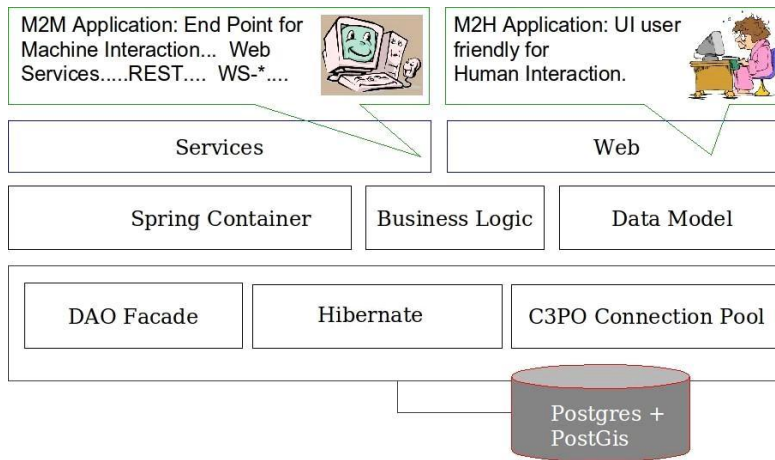 M2M Application: End Point for
Machine Interaction... Web
Services.....REST.... WS-*....
M2H Application: UI user
friendly for
Human Interaction.
Services
Web
Spring Container
Business Logic
Data Model
DAO Facade
Hibernate
C3PO Connection Pool
Postgres +
PostGis